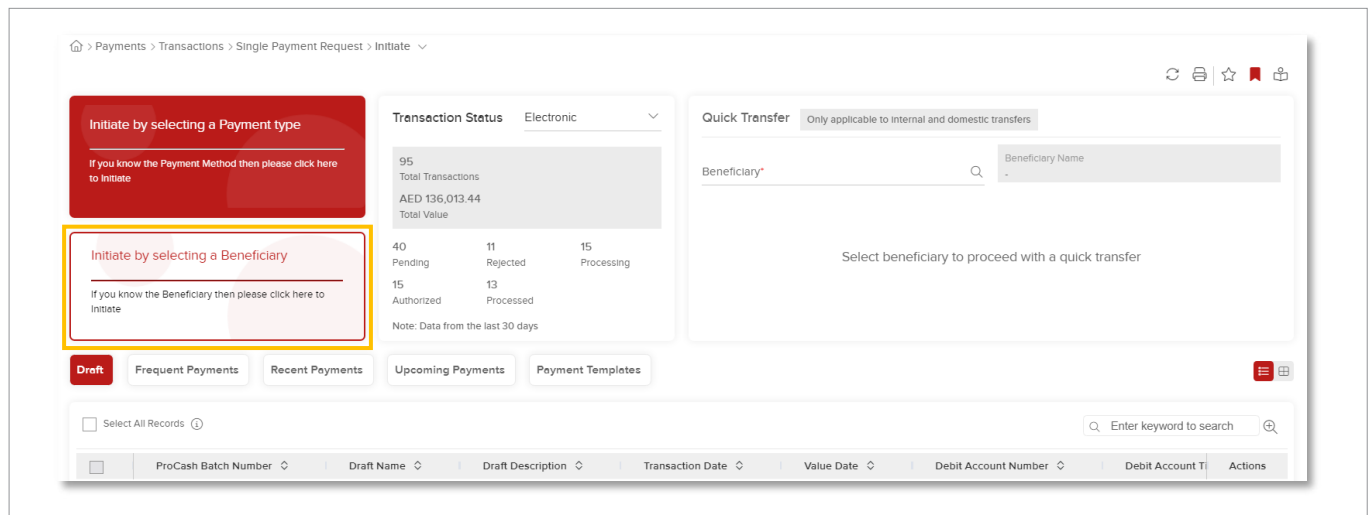 > Payments > Transactions > Single Payment Request > Initiate
Initiate by selecting a Payment type
If you know the Payment Method then please click here
to Initiate
Initiate by selecting a Beneficiary
If you know the Beneficiary then please click here to
Initiate
Transaction Status Electronic
95
Total Transactions
AED 136,013.44
Total Value
40 11 15
Pending Rejected Processing
15 13
Authorized Processed
Note: Data from the last 30 days
Quick Transfer Only applicable to internal and domestic transfers
Beneficiary* Beneficiary Name
-
Select beneficiary to proceed with a quick transfer
Draft Frequent Payments Recent Payments Upcoming Payments Payment Templates
Select All Records
Enter keyword to search
ProCash Batch Number Draft Name Draft Description Transaction Date Value Date Debit Account Number Debit Account Ti Actions